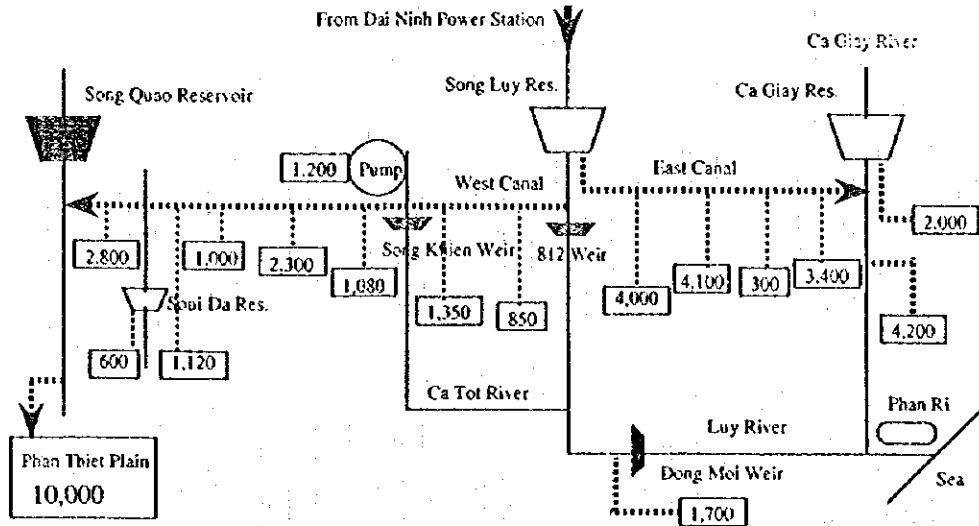 From Dai Ninh Power Station
Ca Giay River
Song Quao Reservoir
Song Luy Res.
Ca Giay Res.
1,200
Pump
West Canal
East Canal
2,800
1,000
2,300
1,080
Song Khien Weir
1,350
850
812 Weir
4,000
4,100
300
3,400
2,000
4,200
Soui Da Res.
600
1,120
Ca Tot River
Phan Ri
Luy River
Phan Thiet Plain
10,000
Dong Moi Weir
Sea
1,700